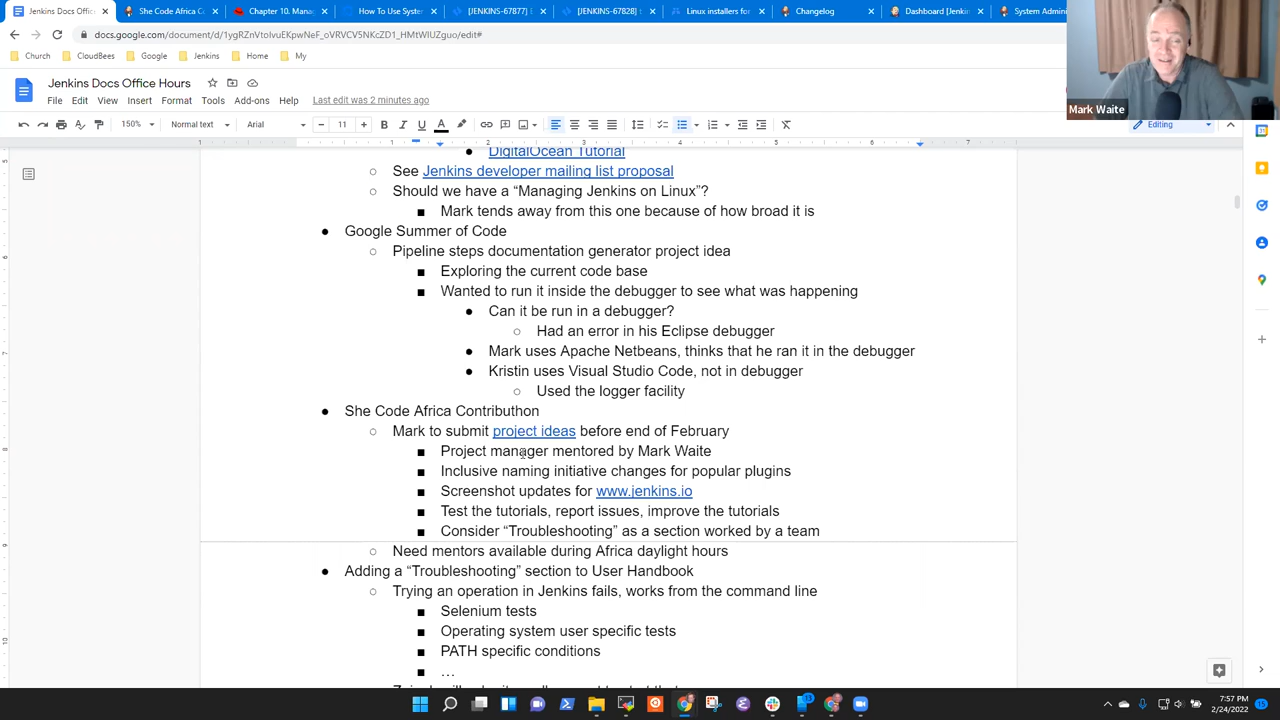 Jenkins Docs Offic
She Code Africa Co
Chapter 10. Manag
How To Use System
[JENKINS-67877] E
[JENKINS-67828] t
Linux installers for
Changelog
Dashboard [Jenkin
System Admini
docs.google.com/document/d/1ygRZnVtoIvuEKpwNeF_oVRVCV5NKcZD1_HMtWIUZguo/edit#
Church
CloudBees
Google
Jenkins
Home
My
Jenkins Docs Office Hours
File Edit View Insert Format Tools Add-ons Help Last edit was 2 minutes ago
Mark Waite
150% Normal text Arial 11 Editing
DigitalOcean Tutorial
See Jenkins developer mailing list proposal
Should we have a “Managing Jenkins on Linux”?
Mark tends away from this one because of how broad it is
Google Summer of Code
Pipeline steps documentation generator project idea
Exploring the current code base
Wanted to run it inside the debugger to see what was happening
Can it be run in a debugger?
Had an error in his Eclipse debugger
Mark uses Apache Netbeans, thinks that he ran it in the debugger
Kristin uses Visual Studio Code, not in debugger
Used the logger facility
She Code Africa Contributhon
Mark to submit project ideas before end of February
Project manager mentored by Mark Waite
Inclusive naming initiative changes for popular plugins
Screenshot updates for www.jenkins.io
Test the tutorials, report issues, improve the tutorials
Consider “Troubleshooting” as a section worked by a team
Need mentors available during Africa daylight hours
Adding a “Troubleshooting” section to User Handbook
Trying an operation in Jenkins fails, works from the command line
Selenium tests
Operating system user specific tests
PATH specific conditions
…
7:57 PM
2/24/2022